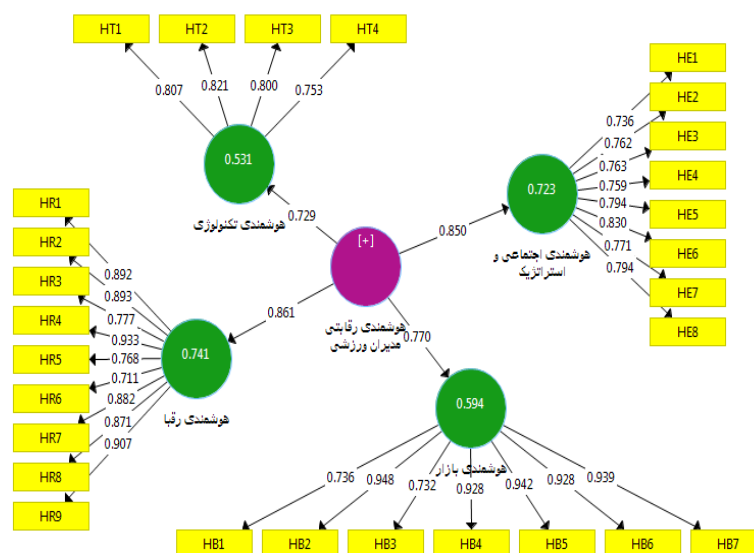 HT1
HT2
HT3
HT4
0.807
0.821
0.800
0.753
0.531
هوشمندی تکنولوژی
0.729
HE1
HE2
HE3
HE4
HE5
HE6
HE7
HE8
0.736
0.762
0.763
0.759
0.794
0.830
0.771
0.794
0.723
هوشمندی اجتماعی و
استراتژیک
0.850
[+]
هوشمندی رقابتی
مدیران ورزشی
HR1
HR2
HR3
HR4
HR5
HR6
HR7
HR8
HR9
0.892
0.893
0.777
0.933
0.768
0.711
0.882
0.871
0.907
0.741
هوشمندی رقبا
0.861
0.770
0.594
هوشمندی بازار
0.736
0.948
0.732
0.928
0.942
0.928
0.939
HB1
HB2
HB3
HB4
HB5
HB6
HB7